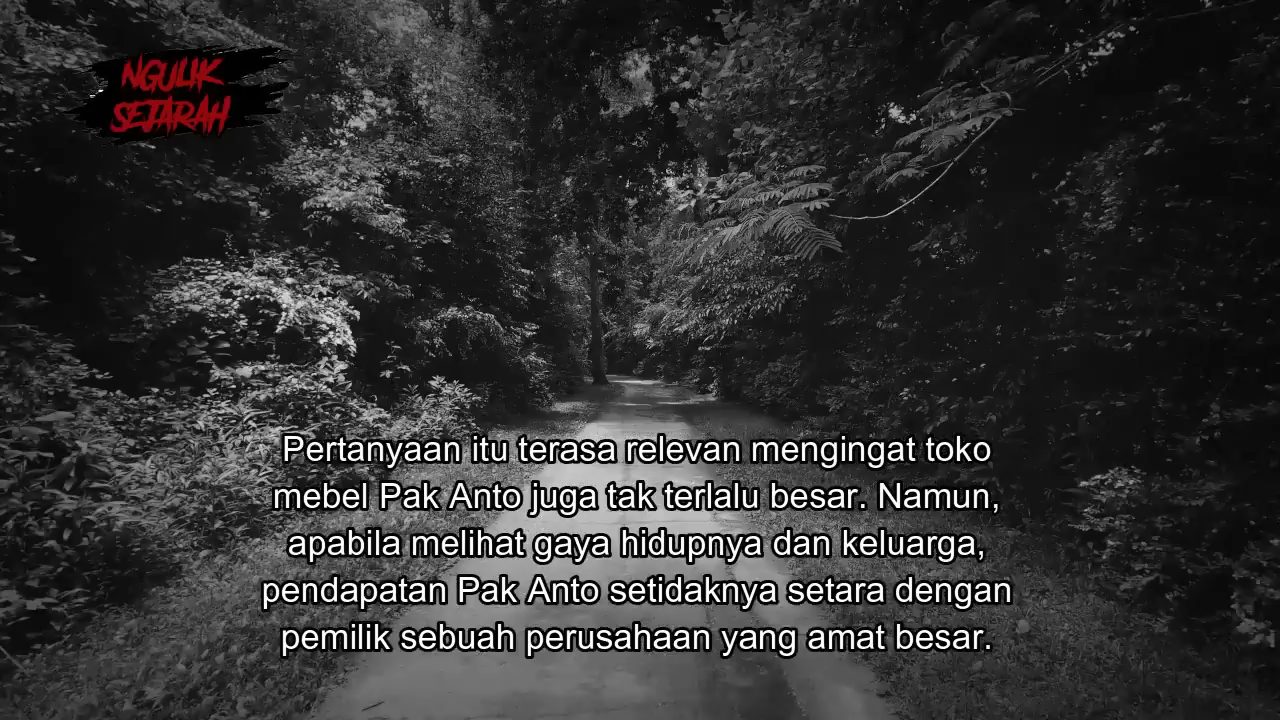 NGULIK
SEJARAH
Pertanyaan itu terasa relevan mengingat toko
mebel Pak Anto juga tak terlalu besar. Namun,
apabila melihat gaya hidupnya dan keluarga,
pendapatan Pak Anto setidaknya setara dengan
pemilik sebuah perusahaan yang amat besar.